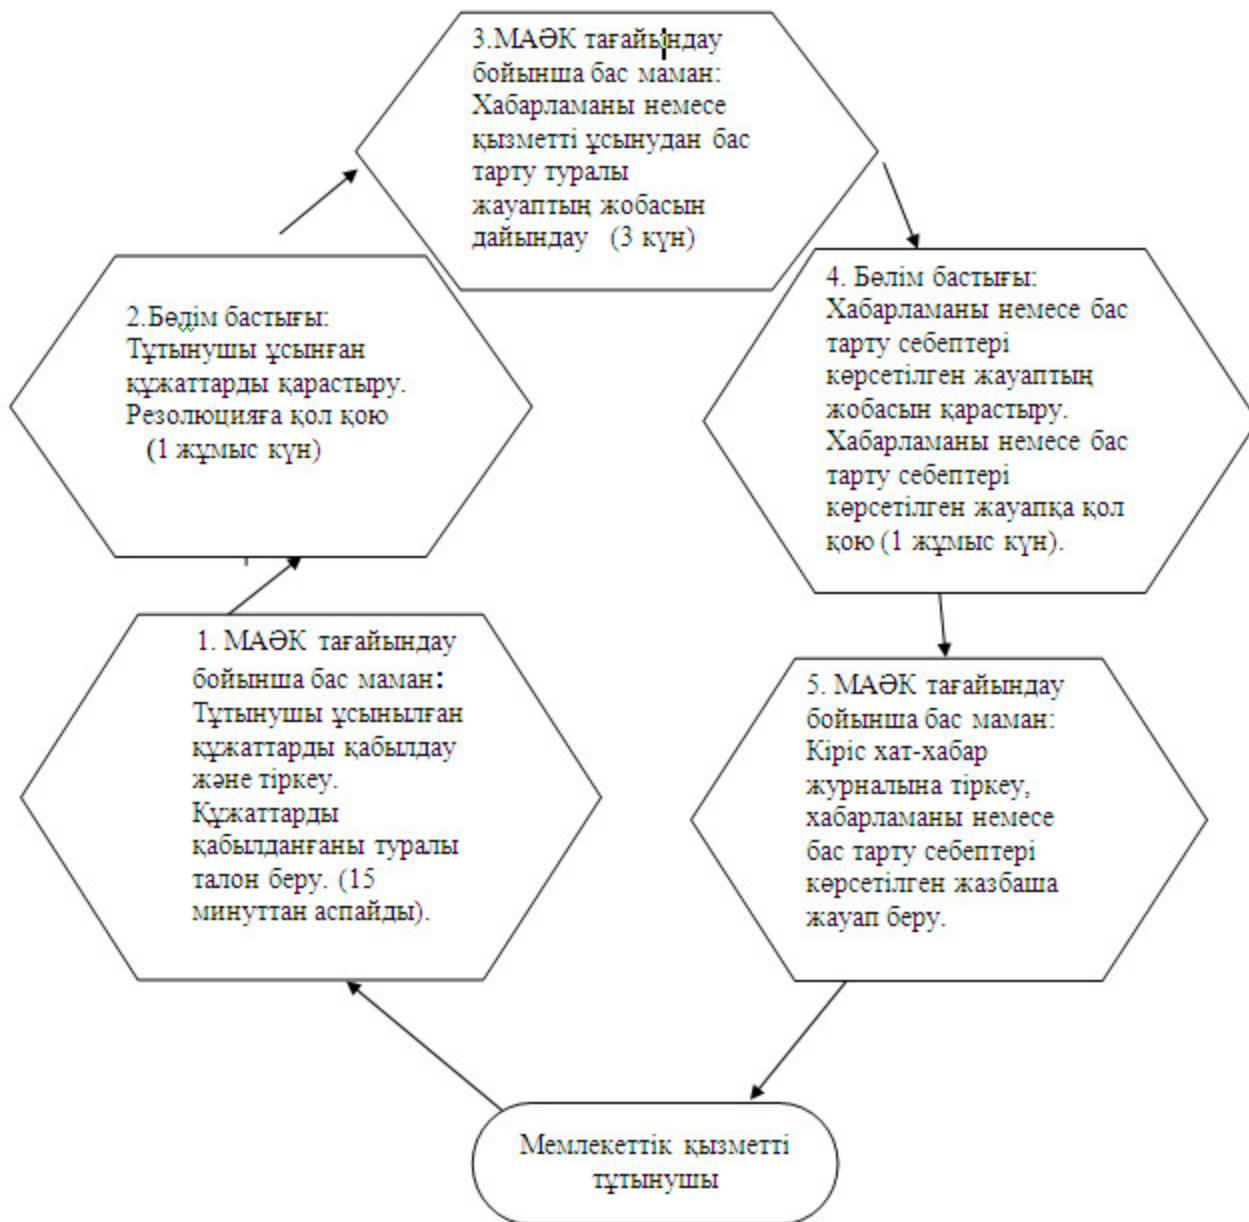 3.МАӘК тағайындау
бойынша бас маман:
Хабарламаны немесе
қызметті ұсынудан бас
тарту туралы
жауаптың жобасын
дайындау (3 күн)
2.Бөлім бастығы:
Тұтынушы ұсынған
құжаттарды қарастыру.
Резолюцияға қол қою
(1 жұмыс күн)
4. Бөлім бастығы:
Хабарламаны немесе бас
тарту себептері
көрсетілген жауаптың
жобасын қарастыру.
Хабарламаны немесе бас
тарту себептері
көрсетілген жауапқа қол
қою (1 жұмыс күн).
1. МАӘК тағайындау
бойынша бас маман:
Тұтынушы ұсынылған
құжаттарды қабылдау
және тіркеу.
Құжаттарды
қабылданғаны туралы
талон беру. (15
минуттан аспайды).
5. МАӘК тағайындау
бойынша бас маман:
Кіріс хат-хабар
журналына тіркеу,
хабарламаны немесе
бас тарту себептері
көрсетілген жазбаша
жауап беру.
Мемлекеттік қызметті
тұтынушы